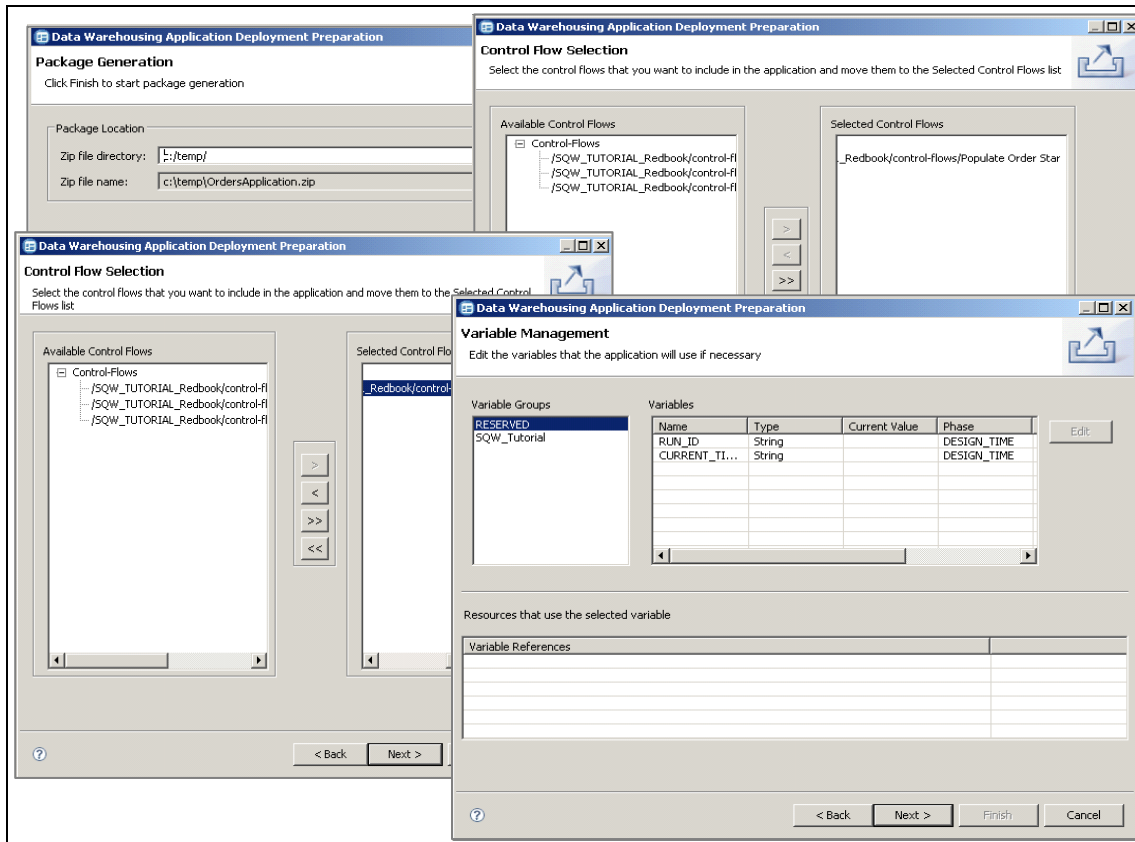 Data Warehousing Application Deployment Preparation
Package Generation
Click Finish to start package generation
Package Location
Zip file directory: :/temp/
Zip file name: c:\temp\OrdersApplication.zip
Data Warehousing Application Deployment Preparation
Control Flow Selection
Select the control flows that you want to include in the application and move them to the Selected Control Flows list
Available Control Flows
Control-Flows
/SQW_TUTORIAL_Redbook/control-fl
/SQW_TUTORIAL_Redbook/control-fl
/SQW_TUTORIAL_Redbook/control-fl
>
<
>>
Selected Control Flows
._Redbook/control-flows/Populate Order Star
Data Warehousing Application Deployment Preparation
Control Flow Selection
Select the control flows that you want to include in the application and move them to the Selected Control
Flows list
Available Control Flows
Control-Flows
/SQW_TUTORIAL_Redbook/control-fl
/SQW_TUTORIAL_Redbook/control-fl
/SQW_TUTORIAL_Redbook/control-fl
>
<
>>
<<
Selected Control Flo
._Redbook/control-
? < Back Next >
Data Warehousing Application Deployment Preparation
Variable Management
Edit the variables that the application will use if necessary
Variable Groups
RESERVED
SQW_Tutorial
Variables
Name Type Current Value Phase
RUN_ID String DESIGN_TIME
CURRENT_TI... String DESIGN_TIME
Edit
Resources that use the selected variable
Variable References
? < Back Next > Finish Cancel